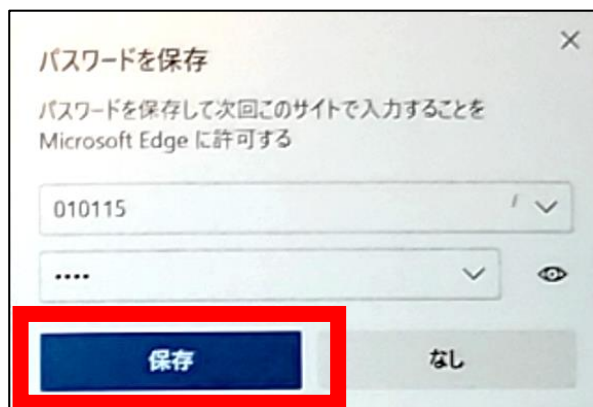 パスワードを保存
パスワードを保存して次回このサイトで入力することを
Microsoft Edge に許可する
010115
••••
保存
なし